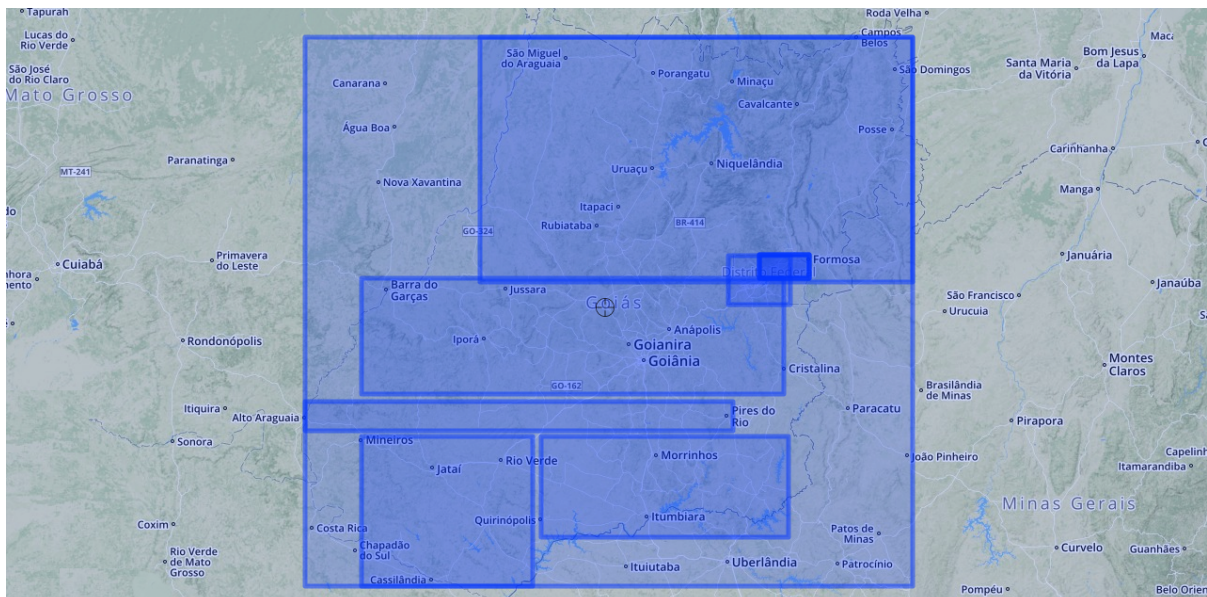 Tapurah
Roda Velha
Lucas do
Rio Verde
Campos
Belos
São Miguel
do Araguaia
Bom Jesus
da Lapa
Santa Maria
da Vitória
São José
do Rio Claro
Porangatu
Minaçu
São Domingos
Canarana
Mato Grosso
Cavalcante
Água Boa
Posse
Carinhanha
Paranatinga
MT-241
Uruaçu
Niquelândia
Nova Xavantina
Manga
Itapaci
BR-414
Rubiataba
GO-324
Cuiabá
Primavera
do Leste
Formosa
Distrito Federal
Januária
Barra do
Garças
Jussara
Goiás
São Francisco
Janaúba
Urucuia
Anápolis
Rondonópolis
Iporá
Goianira
Goiânia
Montes
Claros
Cristalina
GO-162
Brasilândia
de Minas
Itiquira
Alto Araguaia
Pires do
Rio
Paracatu
Pirapora
Sonora
Mineiros
Morrinhos
João Pinheiro
Rio Verde
Jataí
Itamarandiba
Minas Gerais
Coxim
Costa Rica
Quirinópolis
Itumbiara
Patos de
Minas
Chapadão
do Sul
Curvelo
Guanhães
Rio Verde
de Mato
Grosso
Ituiutaba
Uberlândia
Patrocínio
Cassilândia
Pompéu